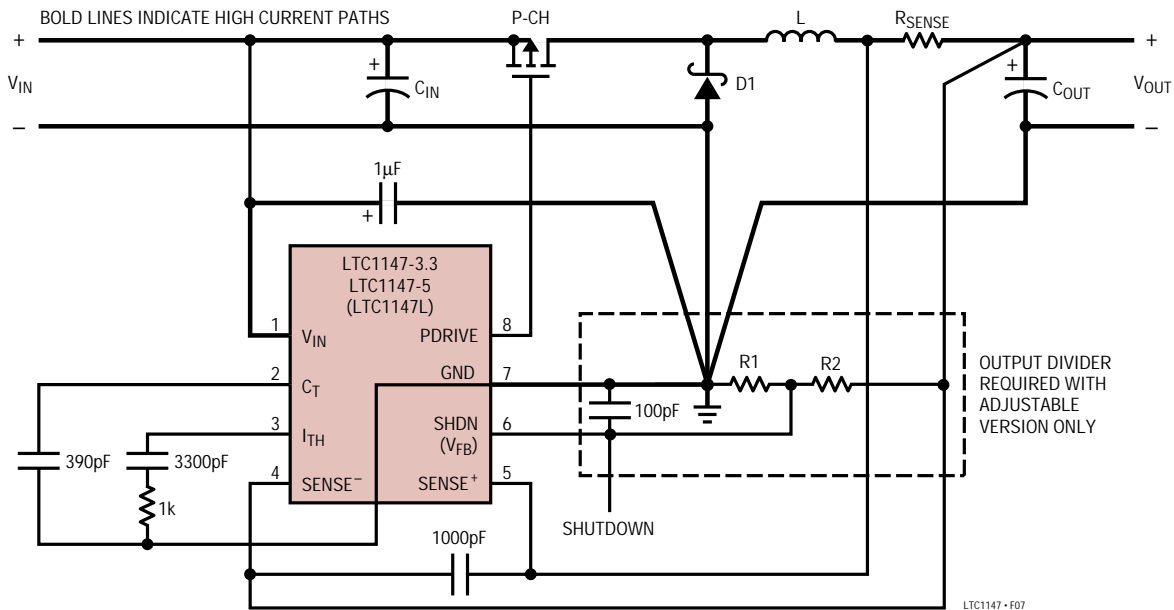 BOLD LINES INDICATE HIGH CURRENT PATHS
P-CH
L
RSENSE
+
+
VIN
−
+
CIN
D1
+
COUT
VOUT
−
1µF
+
LTC1147-3.3
LTC1147-5
(LTC1147L)
1
VIN
PDRIVE
8
2
CT
GND
7
3
ITH
SHDN
(VFB)
6
4
SENSE−
SENSE+
5
390pF
3300pF
1k
1000pF
100pF
R1
R2
SHUTDOWN
OUTPUT DIVIDER
REQUIRED WITH
ADJUSTABLE
VERSION ONLY
LTC1147 • F07